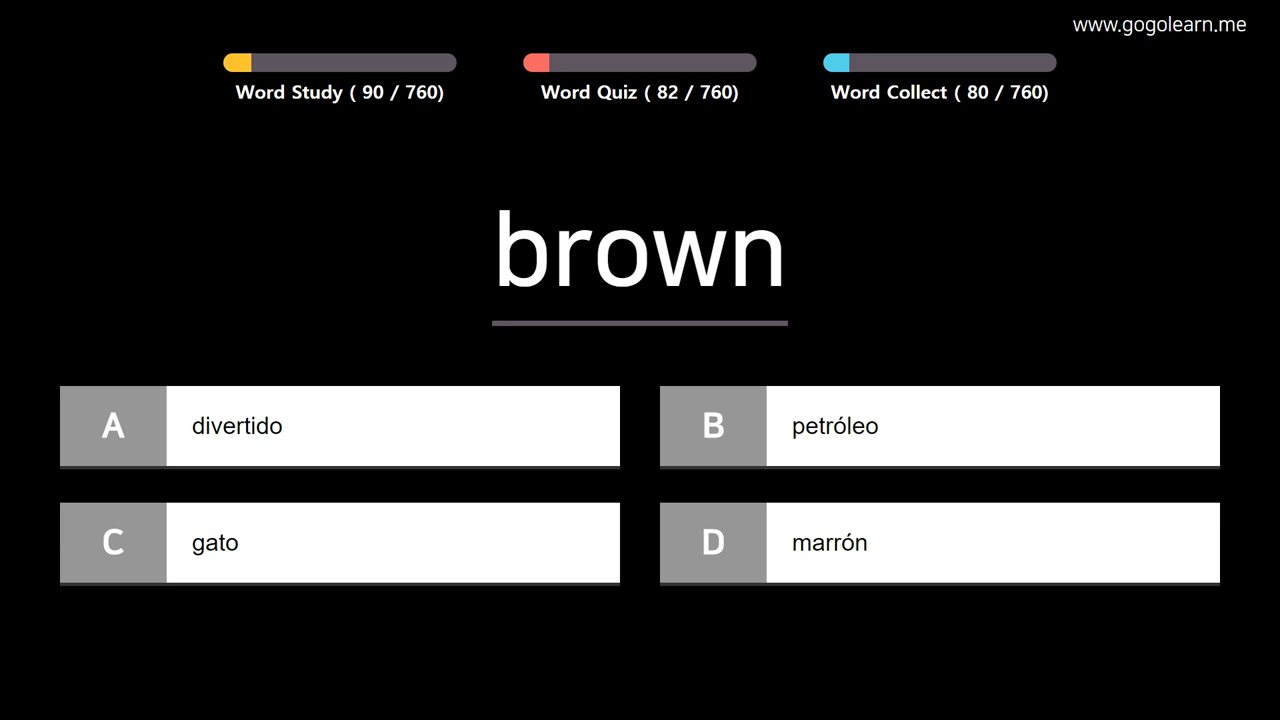 www.gogolearn.me
Word Study ( 90 / 760)
Word Quiz ( 82 / 760)
Word Collect ( 80 / 760)
brown
A divertido
B petróleo
C gato
D marrón